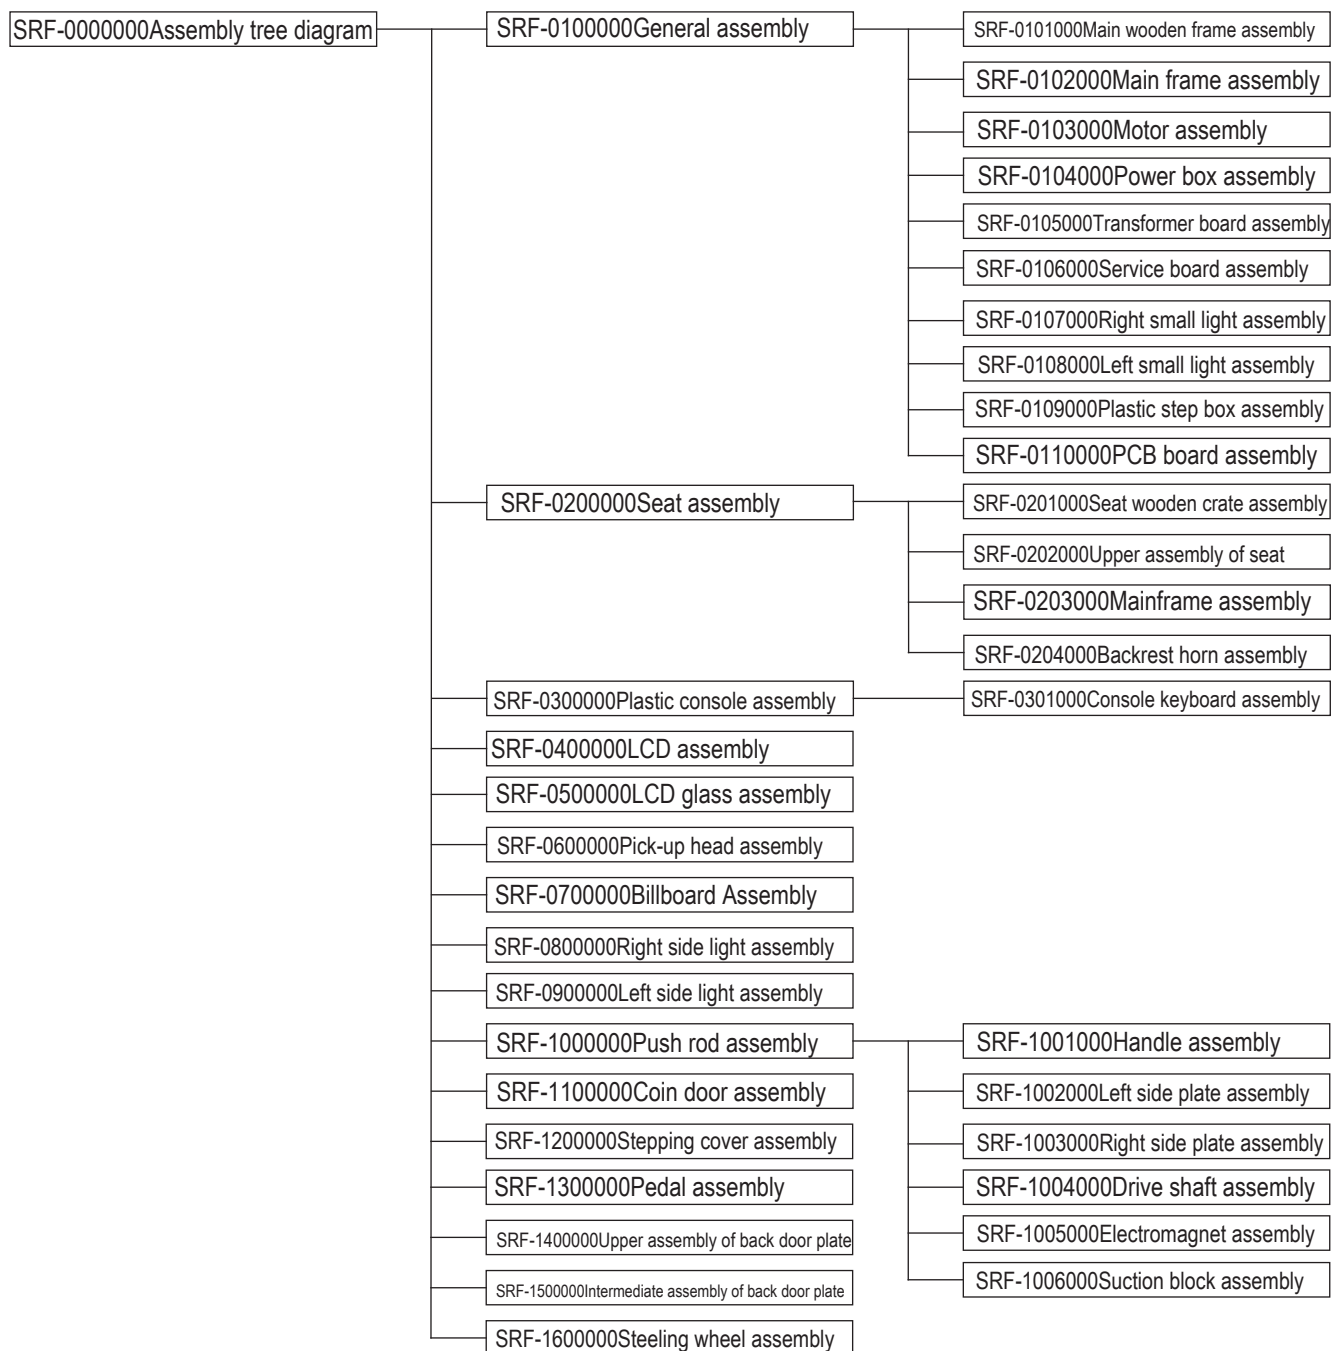 SRF-0000000Assembly tree diagram
SRF-0100000General assembly
SRF-0101000Main wooden frame assembly
SRF-0102000Main frame assembly
SRF-0103000Motor assembly
SRF-0104000Power box assembly
SRF-0105000Transformer board assembly
SRF-0106000Service board assembly
SRF-0107000Right small light assembly
SRF-0108000Left small light assembly
SRF-0109000Plastic step box assembly
SRF-0110000PCB board assembly
SRF-0200000Seat assembly
SRF-0201000Seat wooden crate assembly
SRF-0202000Upper assembly of seat
SRF-0203000Mainframe assembly
SRF-0204000Backrest horn assembly
SRF-0300000Plastic console assembly
SRF-0301000Console keyboard assembly
SRF-0400000LCD assembly
SRF-0500000LCD glass assembly
SRF-0600000Pick-up head assembly
SRF-0700000Billboard Assembly
SRF-0800000Right side light assembly
SRF-0900000Left side light assembly
SRF-1000000Push rod assembly
SRF-1001000Handle assembly
SRF-1002000Left side plate assembly
SRF-1003000Right side plate assembly
SRF-1004000Drive shaft assembly
SRF-1005000Electromagnet assembly
SRF-1006000Suction block assembly
SRF-1100000Coin door assembly
SRF-1200000Stepping cover assembly
SRF-1300000Pedal assembly
SRF-1400000Upper assembly of back door plate
SRF-1500000Intermediate assembly of back door plate
SRF-1600000Steeling wheel assembly